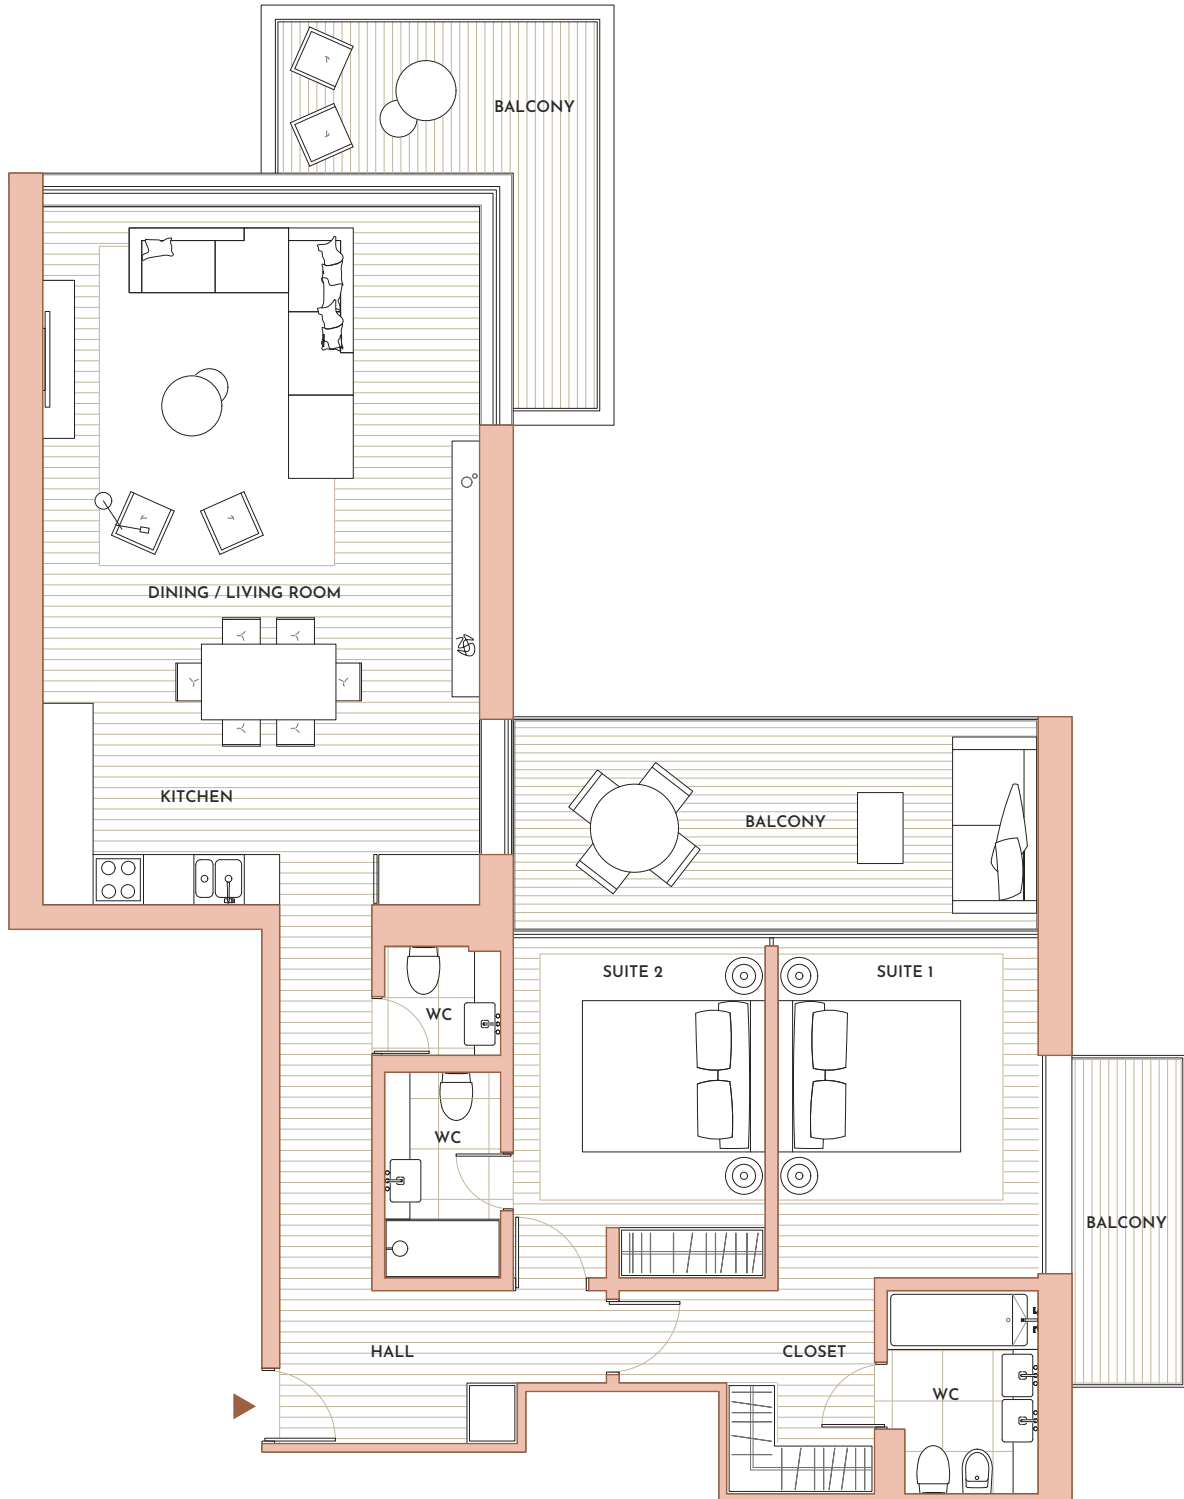 BALCONY
DINING / LIVING ROOM
KITCHEN
BALCONY
SUITE 2
SUITE 1
WC
WC
BALCONY
HALL
CLOSET
WC